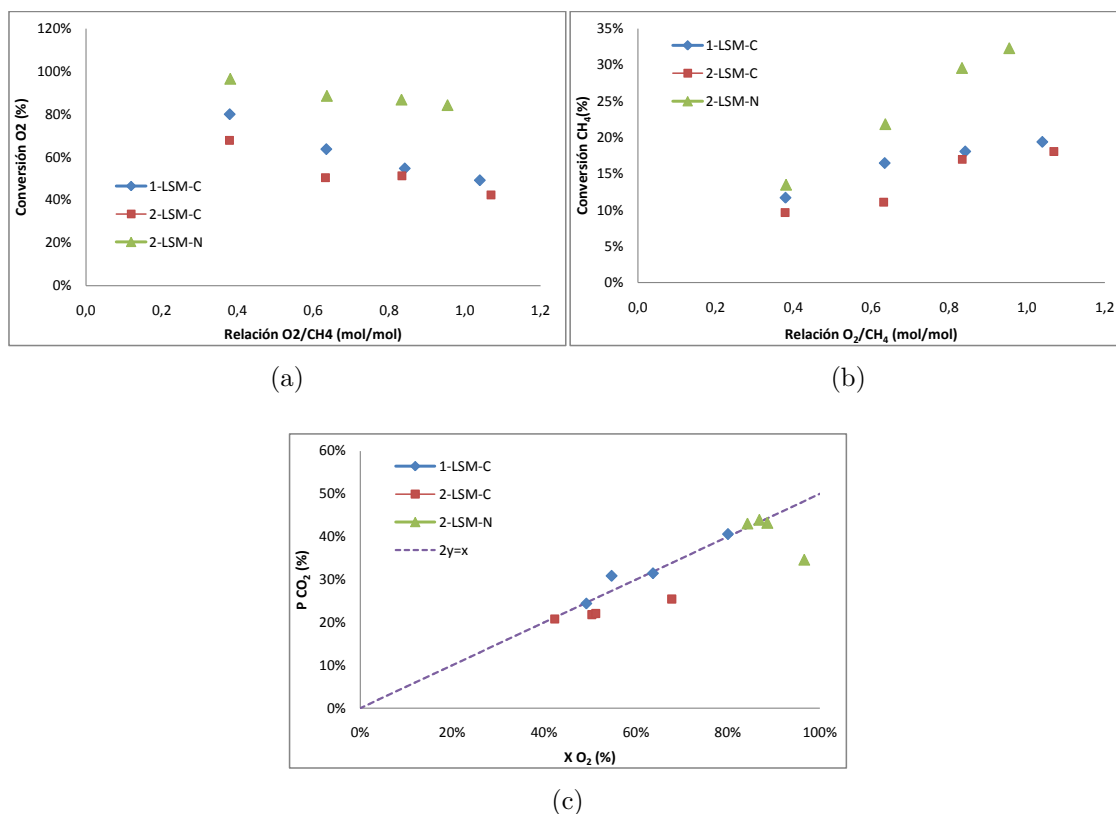 120%
100%
80%
60%
40%
20%
0%
Conversión O2 (%)
1-LSM-C
2-LSM-C
2-LSM-N
0,0 0,2 0,4 0,6 0,8 1,0 1,2
Relación O2/CH4 (mol/mol)
(a)
35%
30%
25%
20%
15%
10%
5%
0%
Conversión CH₄(%)
1-LSM-C
2-LSM-C
2-LSM-N
0,0 0,2 0,4 0,6 0,8 1,0 1,2
Relación O₂/CH₄ (mol/mol)
(b)
60%
50%
40%
30%
20%
10%
0%
P CO₂ (%)
1-LSM-C
2-LSM-C
2-LSM-N
2y=x
0% 20% 40% 60% 80% 100%
X O₂ (%)
(c)